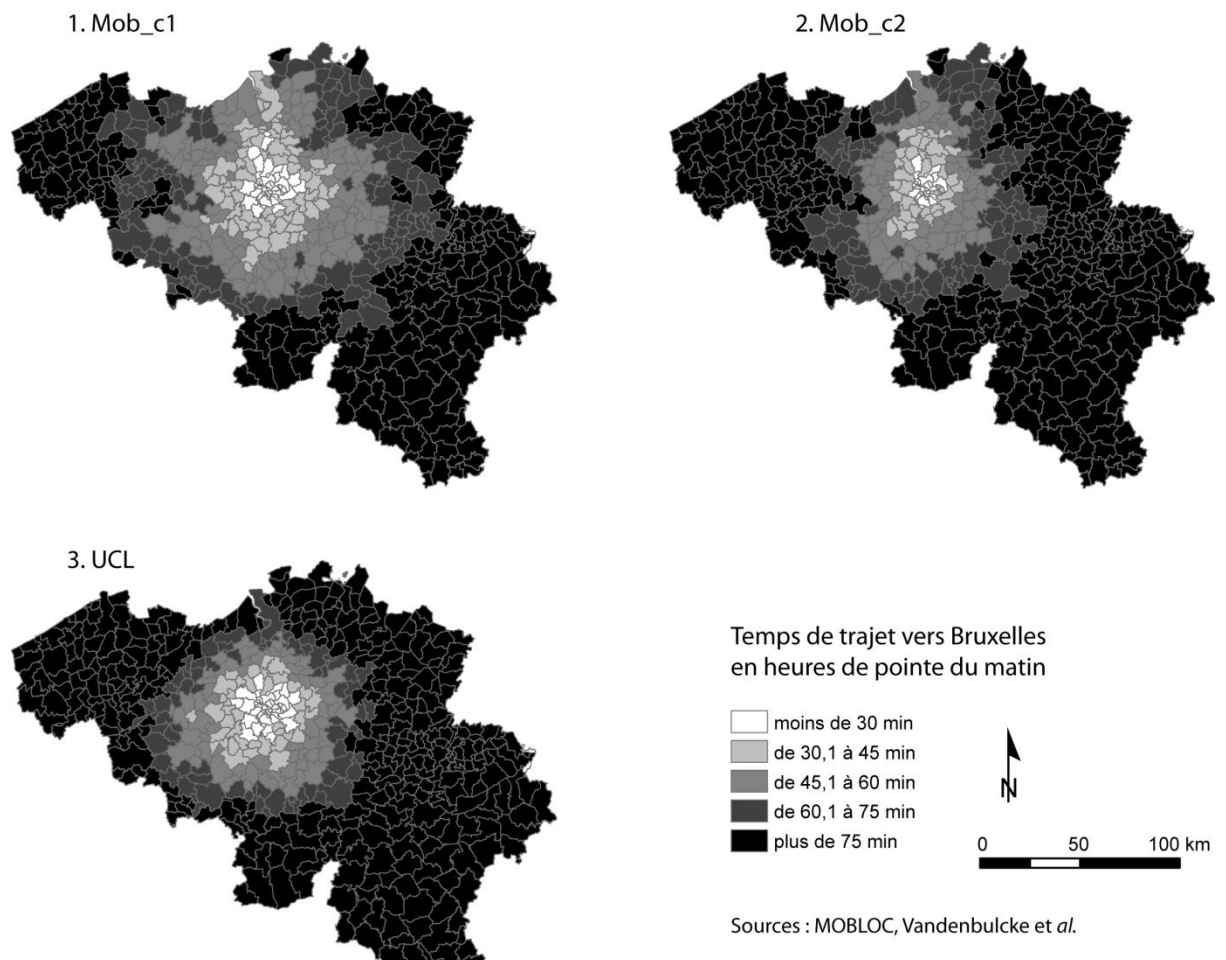 1. Mob_c1
2. Mob_c2
3. UCL
Temps de trajet vers Bruxelles
en heures de pointe du matin
moins de 30 min
de 30,1 à 45 min
de 45,1 à 60 min
de 60,1 à 75 min
plus de 75 min
N
0 50 100 km
Sources : MOBLOC, Vandenbulcke et al.